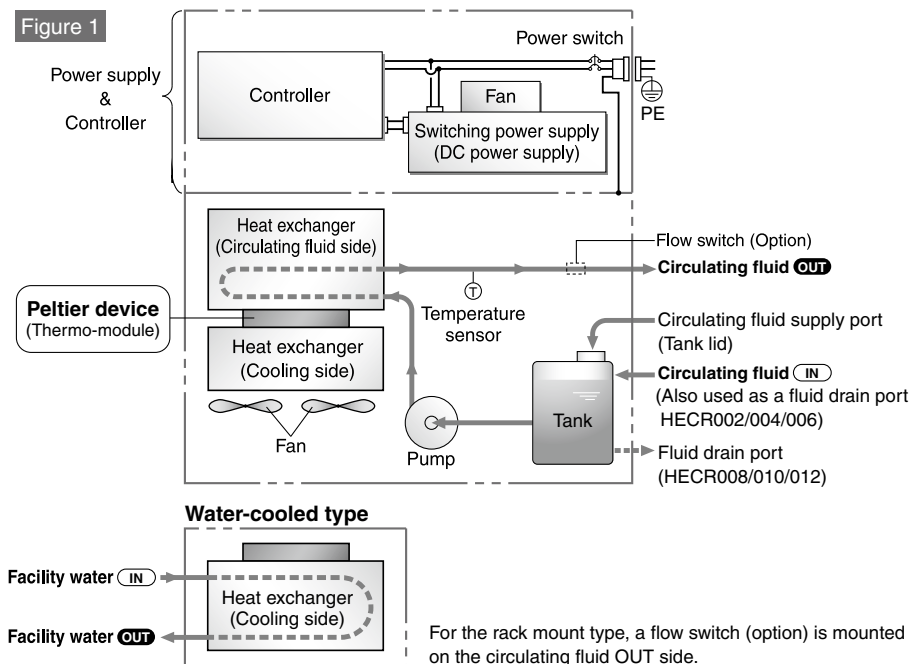 Figure 1
Power supply
&
Controller
Controller
Fan
Switching power supply
(DC power supply)
Power switch
PE
Heat exchanger
(Circulating fluid side)
Peltier device
(Thermo-module)
Heat exchanger
(Cooling side)
Fan
T
Temperature
sensor
Pump
Tank
Flow switch (Option)
Circulating fluid OUT
Circulating fluid supply port
(Tank lid)
Circulating fluid IN
(Also used as a fluid drain port
HECR002/004/006)
Fluid drain port
(HECR008/010/012)
Water-cooled type
Facility water IN
Facility water OUT
Heat exchanger
(Cooling side)
For the rack mount type, a flow switch (option) is mounted
on the circulating fluid OUT side.